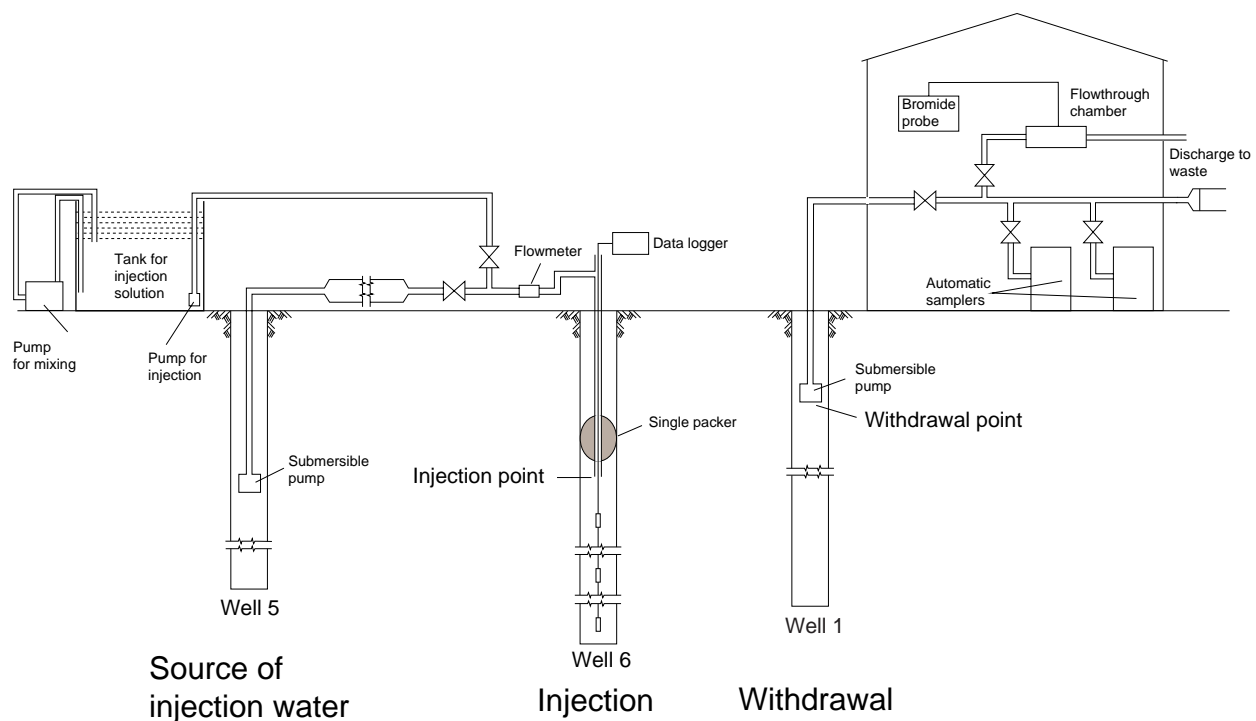 Bromide
probe
Flowthrough
chamber
Discharge to
waste
Tank for
injection
solution
Flowmeter
Data logger
Automatic
samplers
Pump
for mixing
Pump for
injection
Submersible
pump
Withdrawal point
Single packer
Submersible
pump
Injection point
Well 5
Well 1
Well 6
Source of
injection water
Injection
Withdrawal